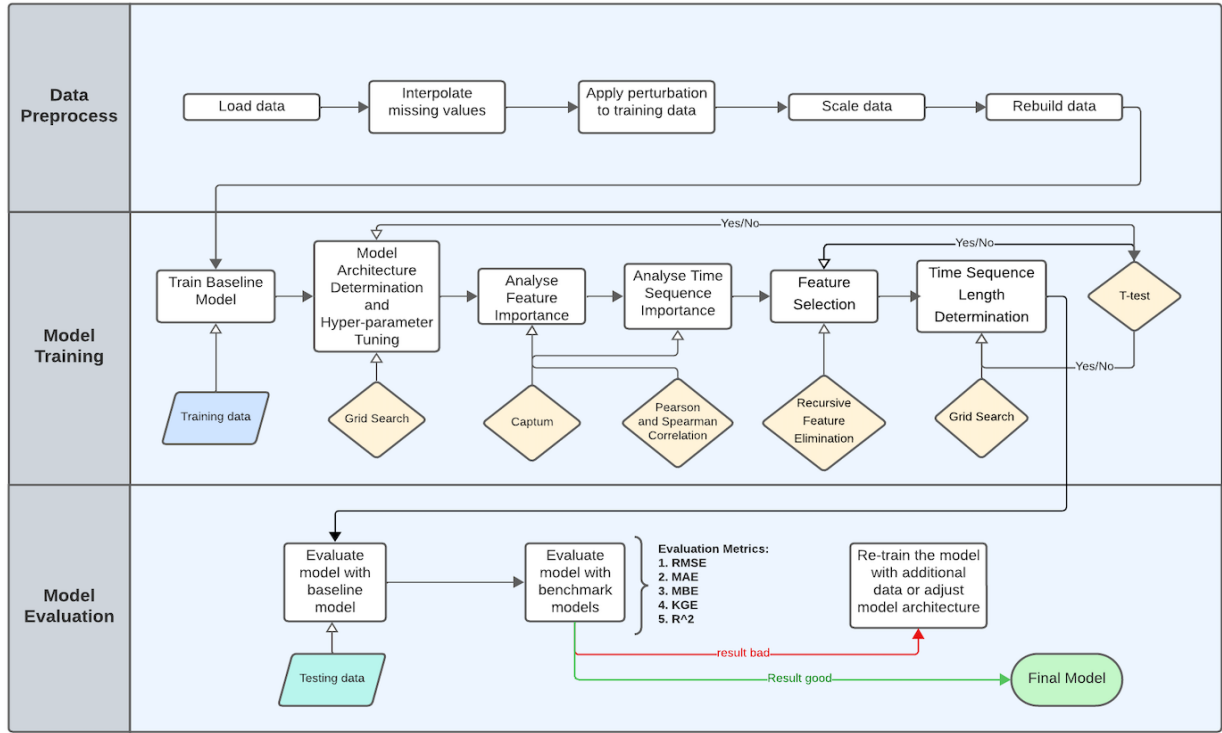 Data
Preprocess
Load data
Interpolate
missing values
Apply perturbation
to training data
Scale data
Rebuild data
Model
Training
Yes/No
Yes/No
Train Baseline
Model
Model
Architecture
Determination
and
Hyper-parameter
Tuning
Analyse
Feature
Importance
Analyse Time
Sequence
Importance
Feature
Selection
Time Sequence
Length
Determination
T-test
Yes/No
Training data
Grid Search
Captum
Pearson
and Spearman
Correlation
Recursive
Feature
Elimination
Grid Search
Model
Evaluation
Evaluate
model with
baseline
model
Evaluate
model with
benchmark
models
Evaluation Metrics:
1. RMSE
2. MAE
3. MBE
4. KGE
5. R^2
Re-train the model
with additional
data or adjust
model architecture
result bad
Testing data
Result good
Final Model